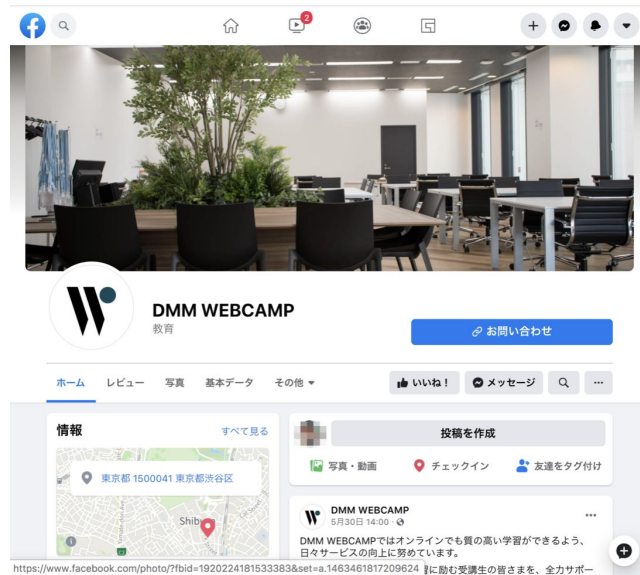 2
DMM WEBCAMP
教育
お問い合わせ
ホーム レビュー 写真 基本データ その他
いいね！ メッセージ
情報 すべて見る
東京都 1500041 東京都渋谷区
Shib
投稿を作成
写真・動画 チェックイン 友達をタグ付け
DMM WEBCAMP
5月30日 14:00
DMM WEBCAMPではオンラインでも質の高い学習ができるよう、
日々サービスの向上に努めています。
習に励む受講生の皆さまを、全力サポー
https://www.facebook.com/photo/?fbid=1920224181533383&set=a.1463461817209624